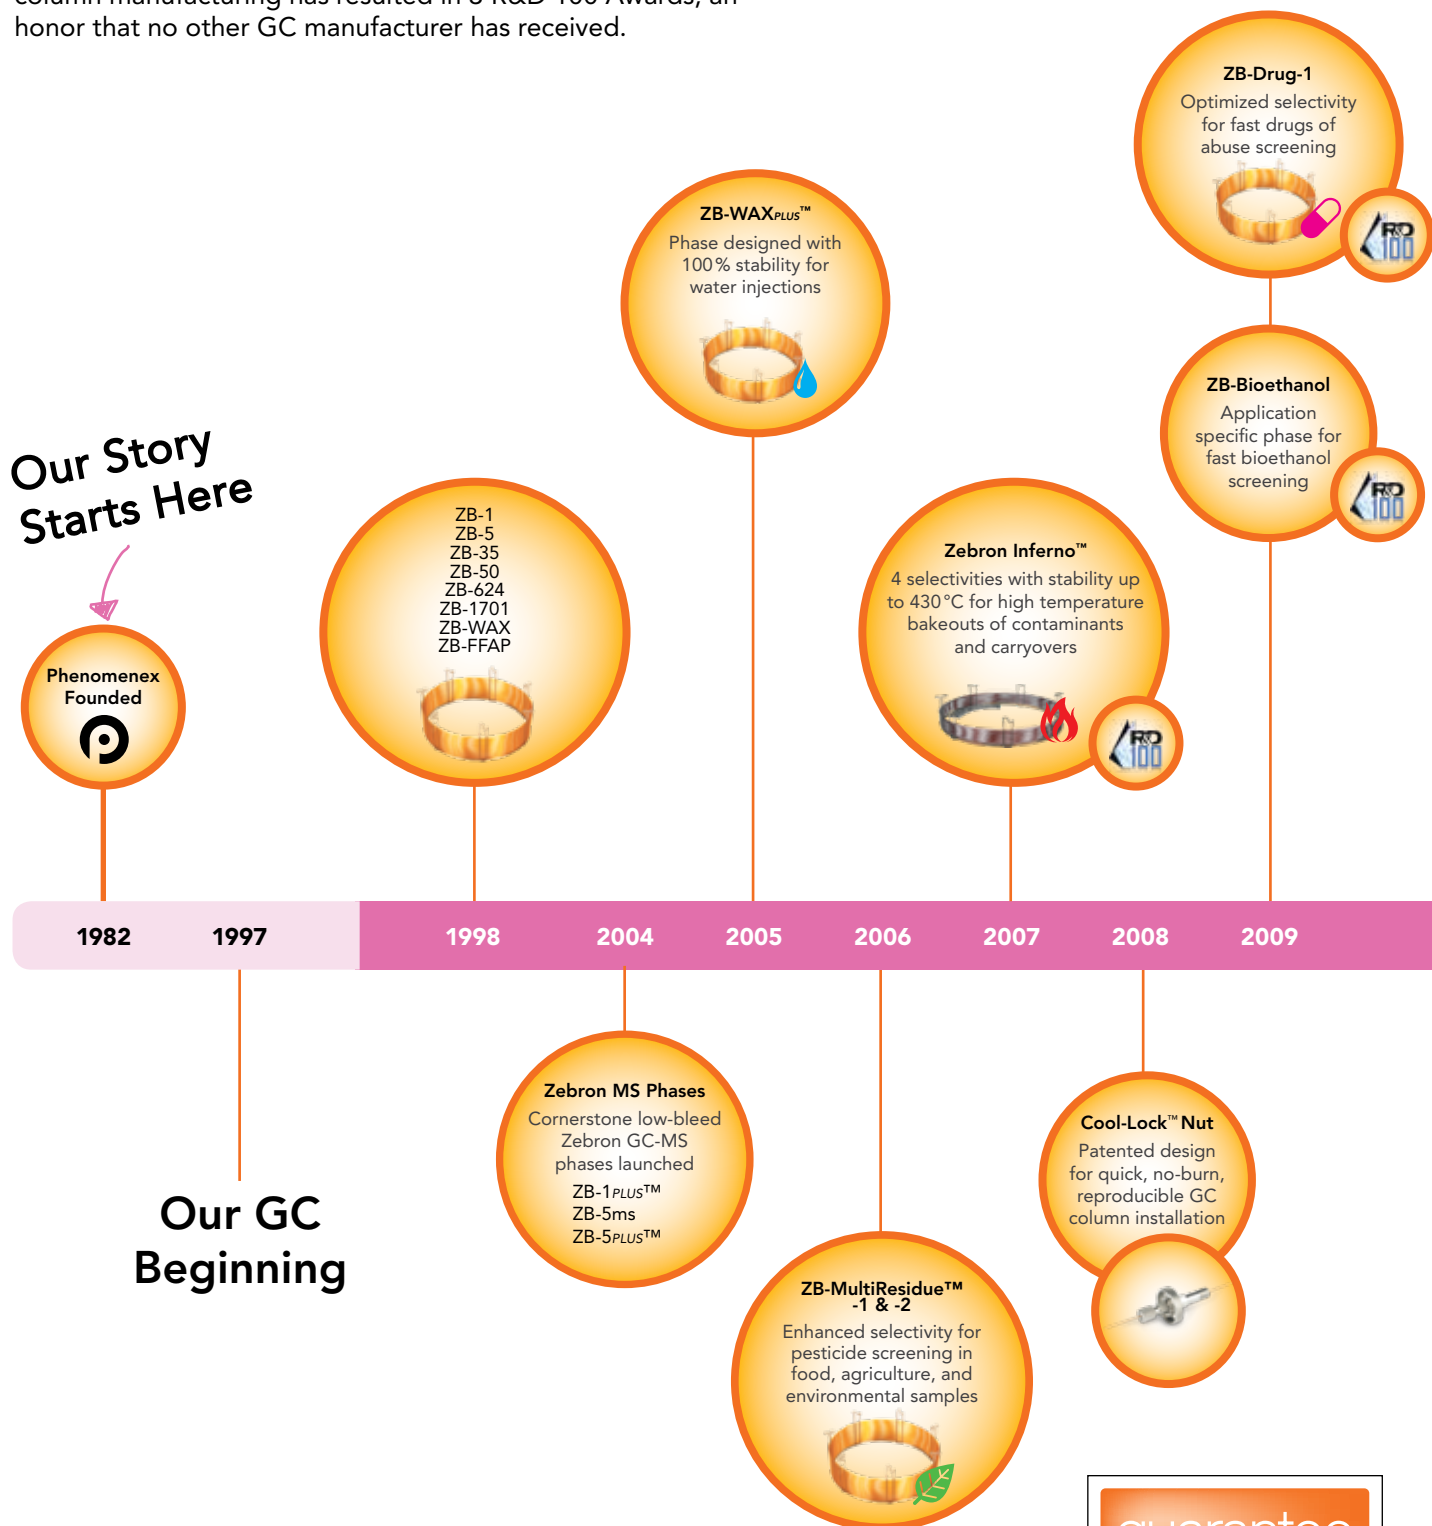 honor that no other GC manufacturer has received.
ZB-Drug-1
Optimized selectivity
for fast drugs of
abuse screening
R&D
100
ZB-WAXPLUS™
Phase designed with
100% stability for
water injections
ZB-Bioethanol
Application
specific phase for
fast bioethanol
screening
R&D
100
Our Story
Starts Here
ZB-1
ZB-5
ZB-35
ZB-50
ZB-624
ZB-1701
ZB-WAX
ZB-FFAP
Zebron Inferno™
4 selectivities with stability up
to 430°C for high temperature
bakeouts of contaminants
and carryovers
R&D
100
Phenomenex
Founded
1982 1997 1998 2004 2005 2006 2007 2008 2009
Our GC
Beginning
Zebron MS Phases
Cornerstone low-bleed
Zebron GC-MS
phases launched
ZB-1PLUS™
ZB-5ms
ZB-5PLUS™
Cool-Lock™ Nut
Patented design
for quick, no-burn,
reproducible GC
column installation
ZB-MultiResidue™
-1 & -2
Enhanced selectivity for
pesticide screening in
food, agriculture, and
environmental samples
guarantee